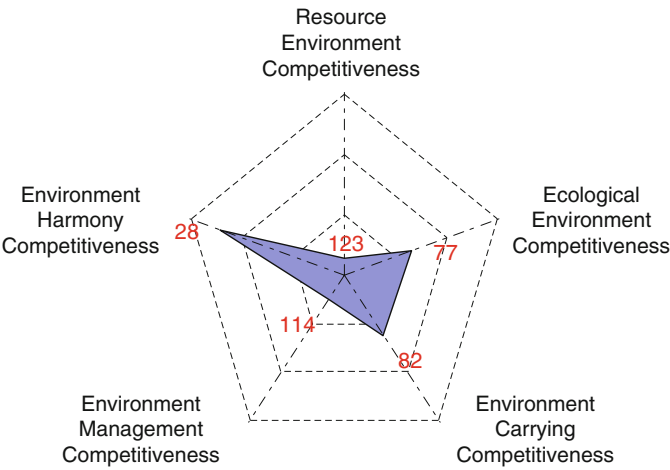 Resource
Environment
Competitiveness
Environment
Harmony
Competitiveness
28
123
77
Ecological
Environment
Competitiveness
114
82
Environment
Management
Competitiveness
Environment
Carrying
Competitiveness